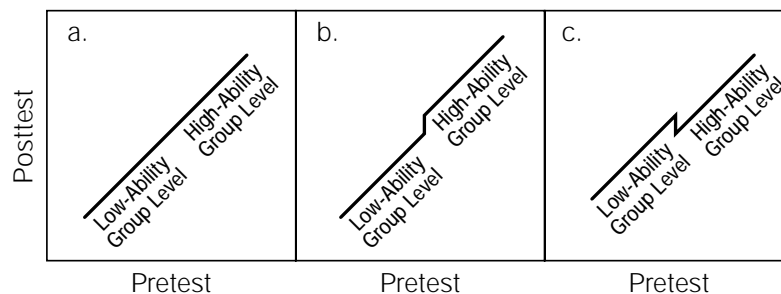 a.
b.
c.
Posttest
Low-Ability
Group Level
High-Ability
Group Level
Low-Ability
Group Level
High-Ability
Group Level
Low-Ability
Group Level
High-Ability
Group Level
Pretest
Pretest
Pretest